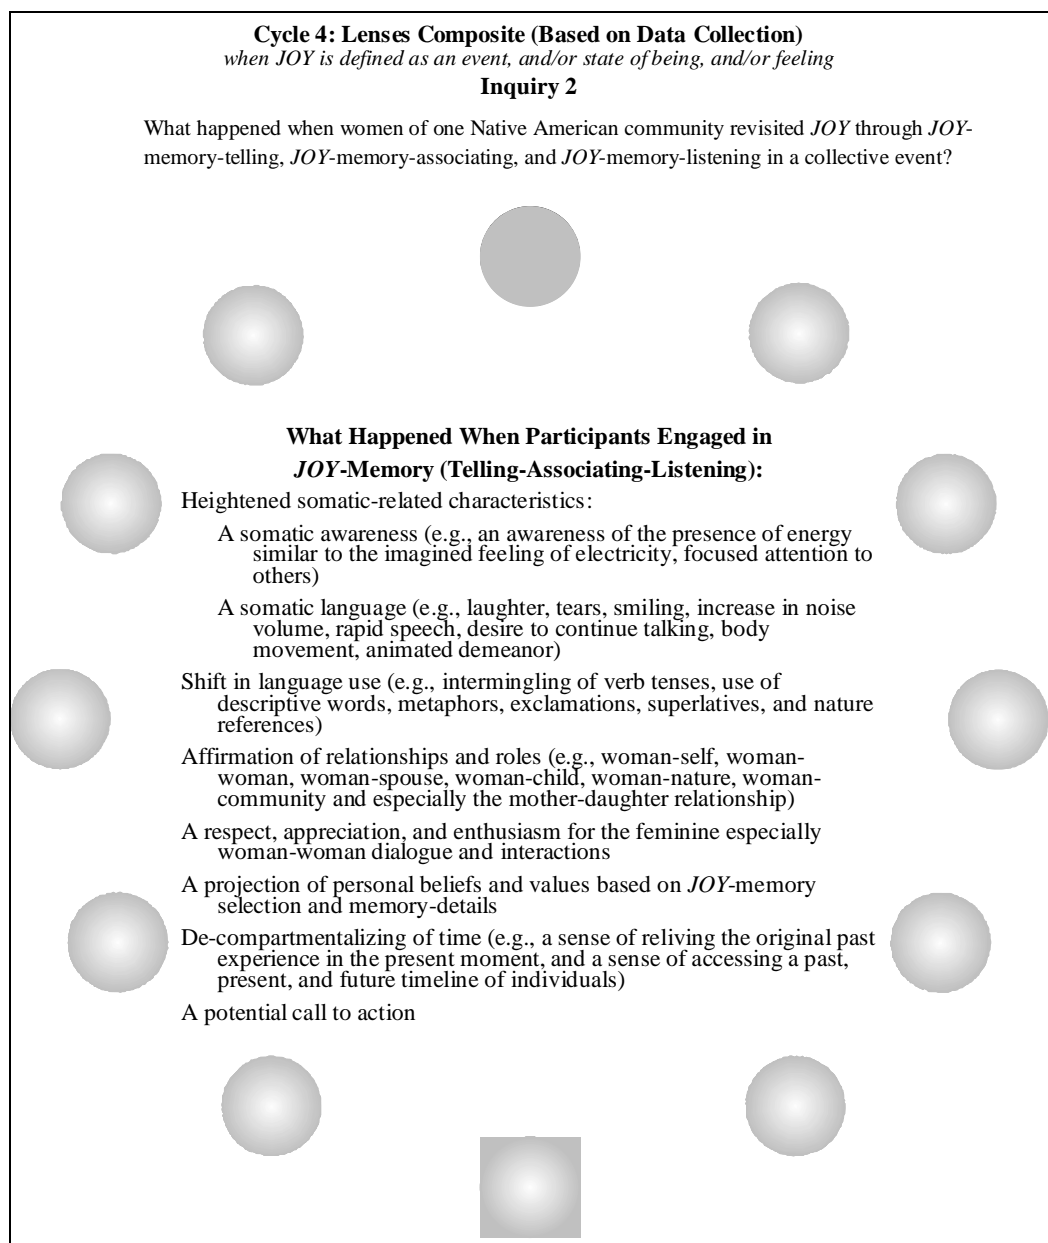 Cycle 4: Lenses Composite (Based on Data Collection)
when JOY is defined as an event, and/or state of being, and/or feeling
Inquiry 2
What happened when women of one Native American community revisited JOY through JOY-
memory-telling, JOY-memory-associating, and JOY-memory-listening in a collective event?
What Happened When Participants Engaged in
JOY-Memory (Telling-Associating-Listening):
Heightened somatic-related characteristics:
A somatic awareness (e.g., an awareness of the presence of energy
similar to the imagined feeling of electricity, focused attention to
others)
A somatic language (e.g., laughter, tears, smiling, increase in noise
volume, rapid speech, desire to continue talking, body
movement, animated demeanor)
Shift in language use (e.g., intermingling of verb tenses, use of
descriptive words, metaphors, exclamations, superlatives, and nature
references)
Affirmation of relationships and roles (e.g., woman-self, woman-
woman, woman-spouse, woman-child, woman-nature, woman-
community and especially the mother-daughter relationship)
A respect, appreciation, and enthusiasm for the feminine especially
woman-woman dialogue and interactions
A projection of personal beliefs and values based on JOY-memory
selection and memory-details
De-compartmentalizing of time (e.g., a sense of reliving the original past
experience in the present moment, and a sense of accessing a past,
present, and future timeline of individuals)
A potential call to action